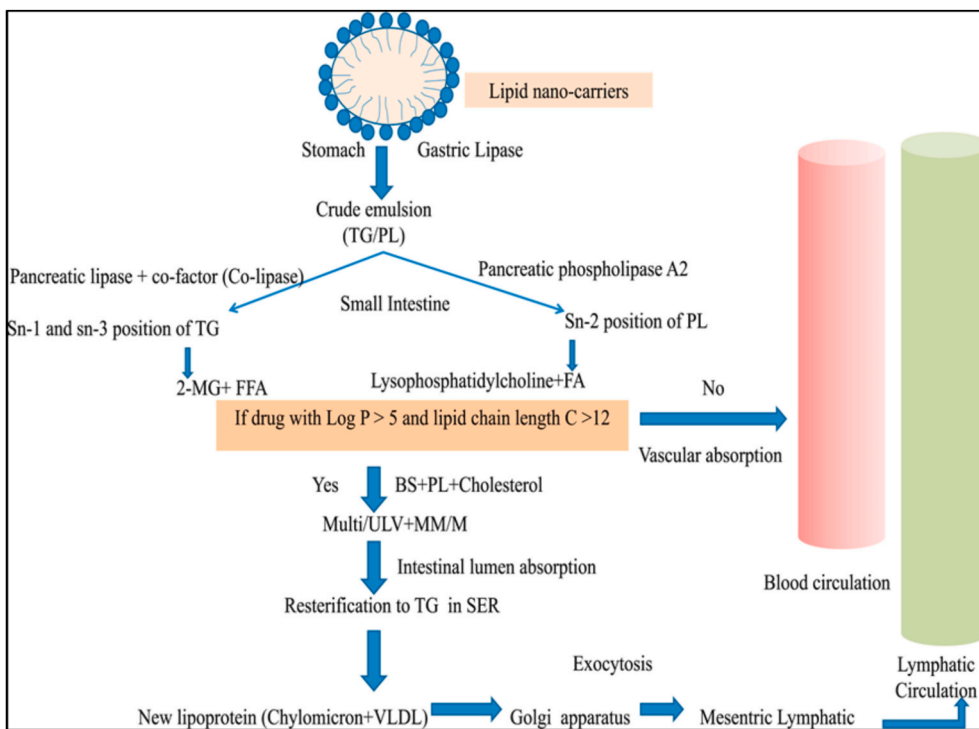 Lipid nano-carriers
Stomach
Gastric Lipase
Crude emulsion
(TG/PL)
Pancreatic lipase + co-factor (Co-lipase)
Pancreatic phospholipase A2
Small Intestine
Sn-1 and sn-3 position of TG
Sn-2 position of PL
2-MG+ FFA
Lysophosphatidylcholine+FA
If drug with Log P > 5 and lipid chain length C >12
No
Vascular absorption
Yes
BS+PL+Cholesterol
Multi/ULV+MM/M
Intestinal lumen absorption
Resterification to TG in SER
Blood circulation
Exocytosis
New lipoprotein (Chylomicron+VLDL)
Golgi apparatus
Mesentric Lymphatic
Lymphatic
Circulation